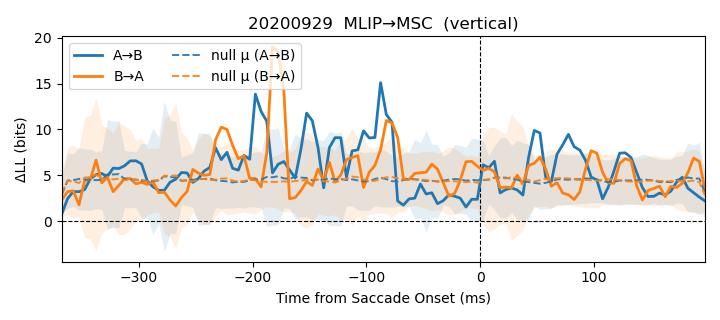 20200929  MLIP→MSC  (vertical)
ΔLL (bits)
20
15
10
5
0
A→B
B→A
null μ (A→B)
null μ (B→A)
−300
−200
−100
0
100
Time from Saccade Onset (ms)